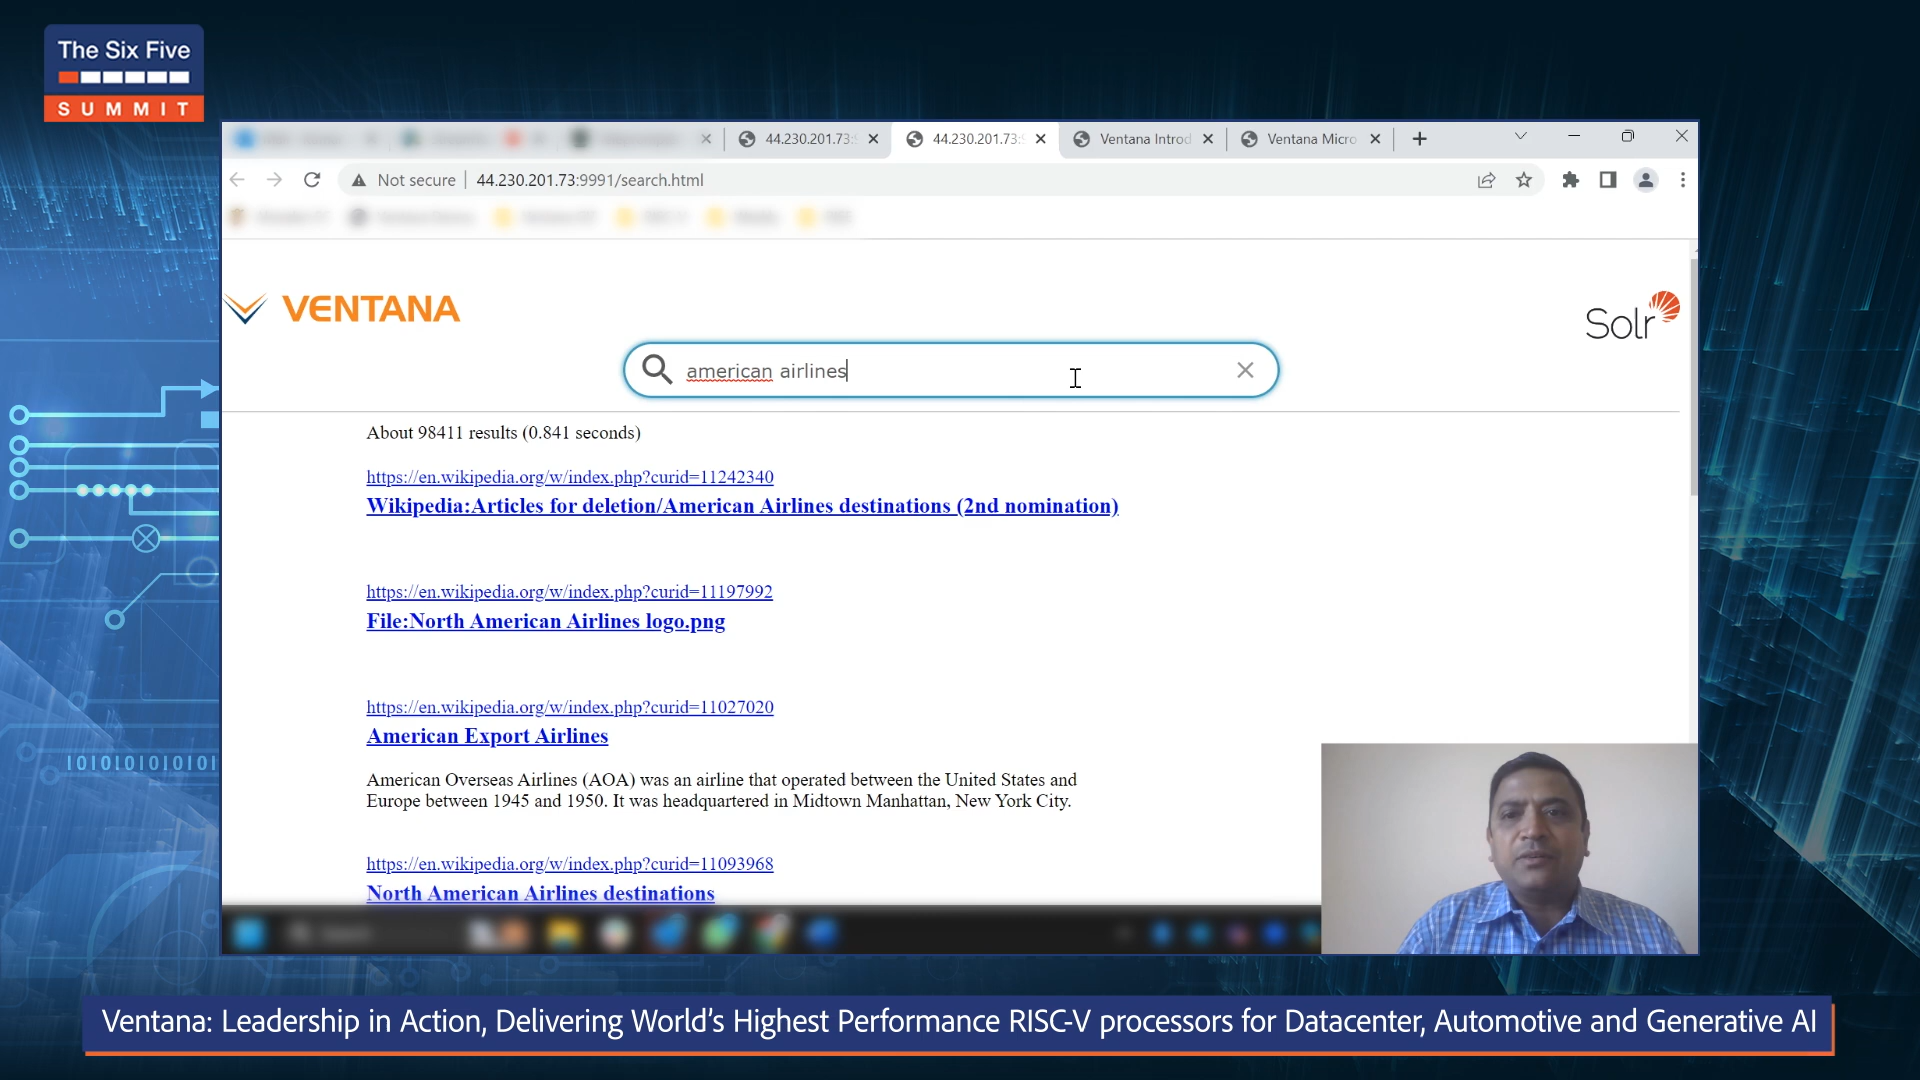 The Six Five
SUMMIT
44.230.201.73:
44.230.201.73:
Ventana Introd
Ventana Micro
Not secure
44.230.201.73:9991/search.html
VENTANA
Solr
american airlines
About 98411 results (0.841 seconds)
https://en.wikipedia.org/w/index.php?curid=11242340
Wikipedia:Articles for deletion/American Airlines destinations (2nd nomination)
https://en.wikipedia.org/w/index.php?curid=11197992
File:North American Airlines logo.png
https://en.wikipedia.org/w/index.php?curid=11027020
American Export Airlines
American Overseas Airlines (AOA) was an airline that operated between the United States and
Europe between 1945 and 1950. It was headquartered in Midtown Manhattan, New York City.
https://en.wikipedia.org/w/index.php?curid=11093968
North American Airlines destinations
101010101010101
Ventana: Leadership in Action, Delivering World's Highest Performance RISC-V processors for Datacenter, Automotive and Generative AI